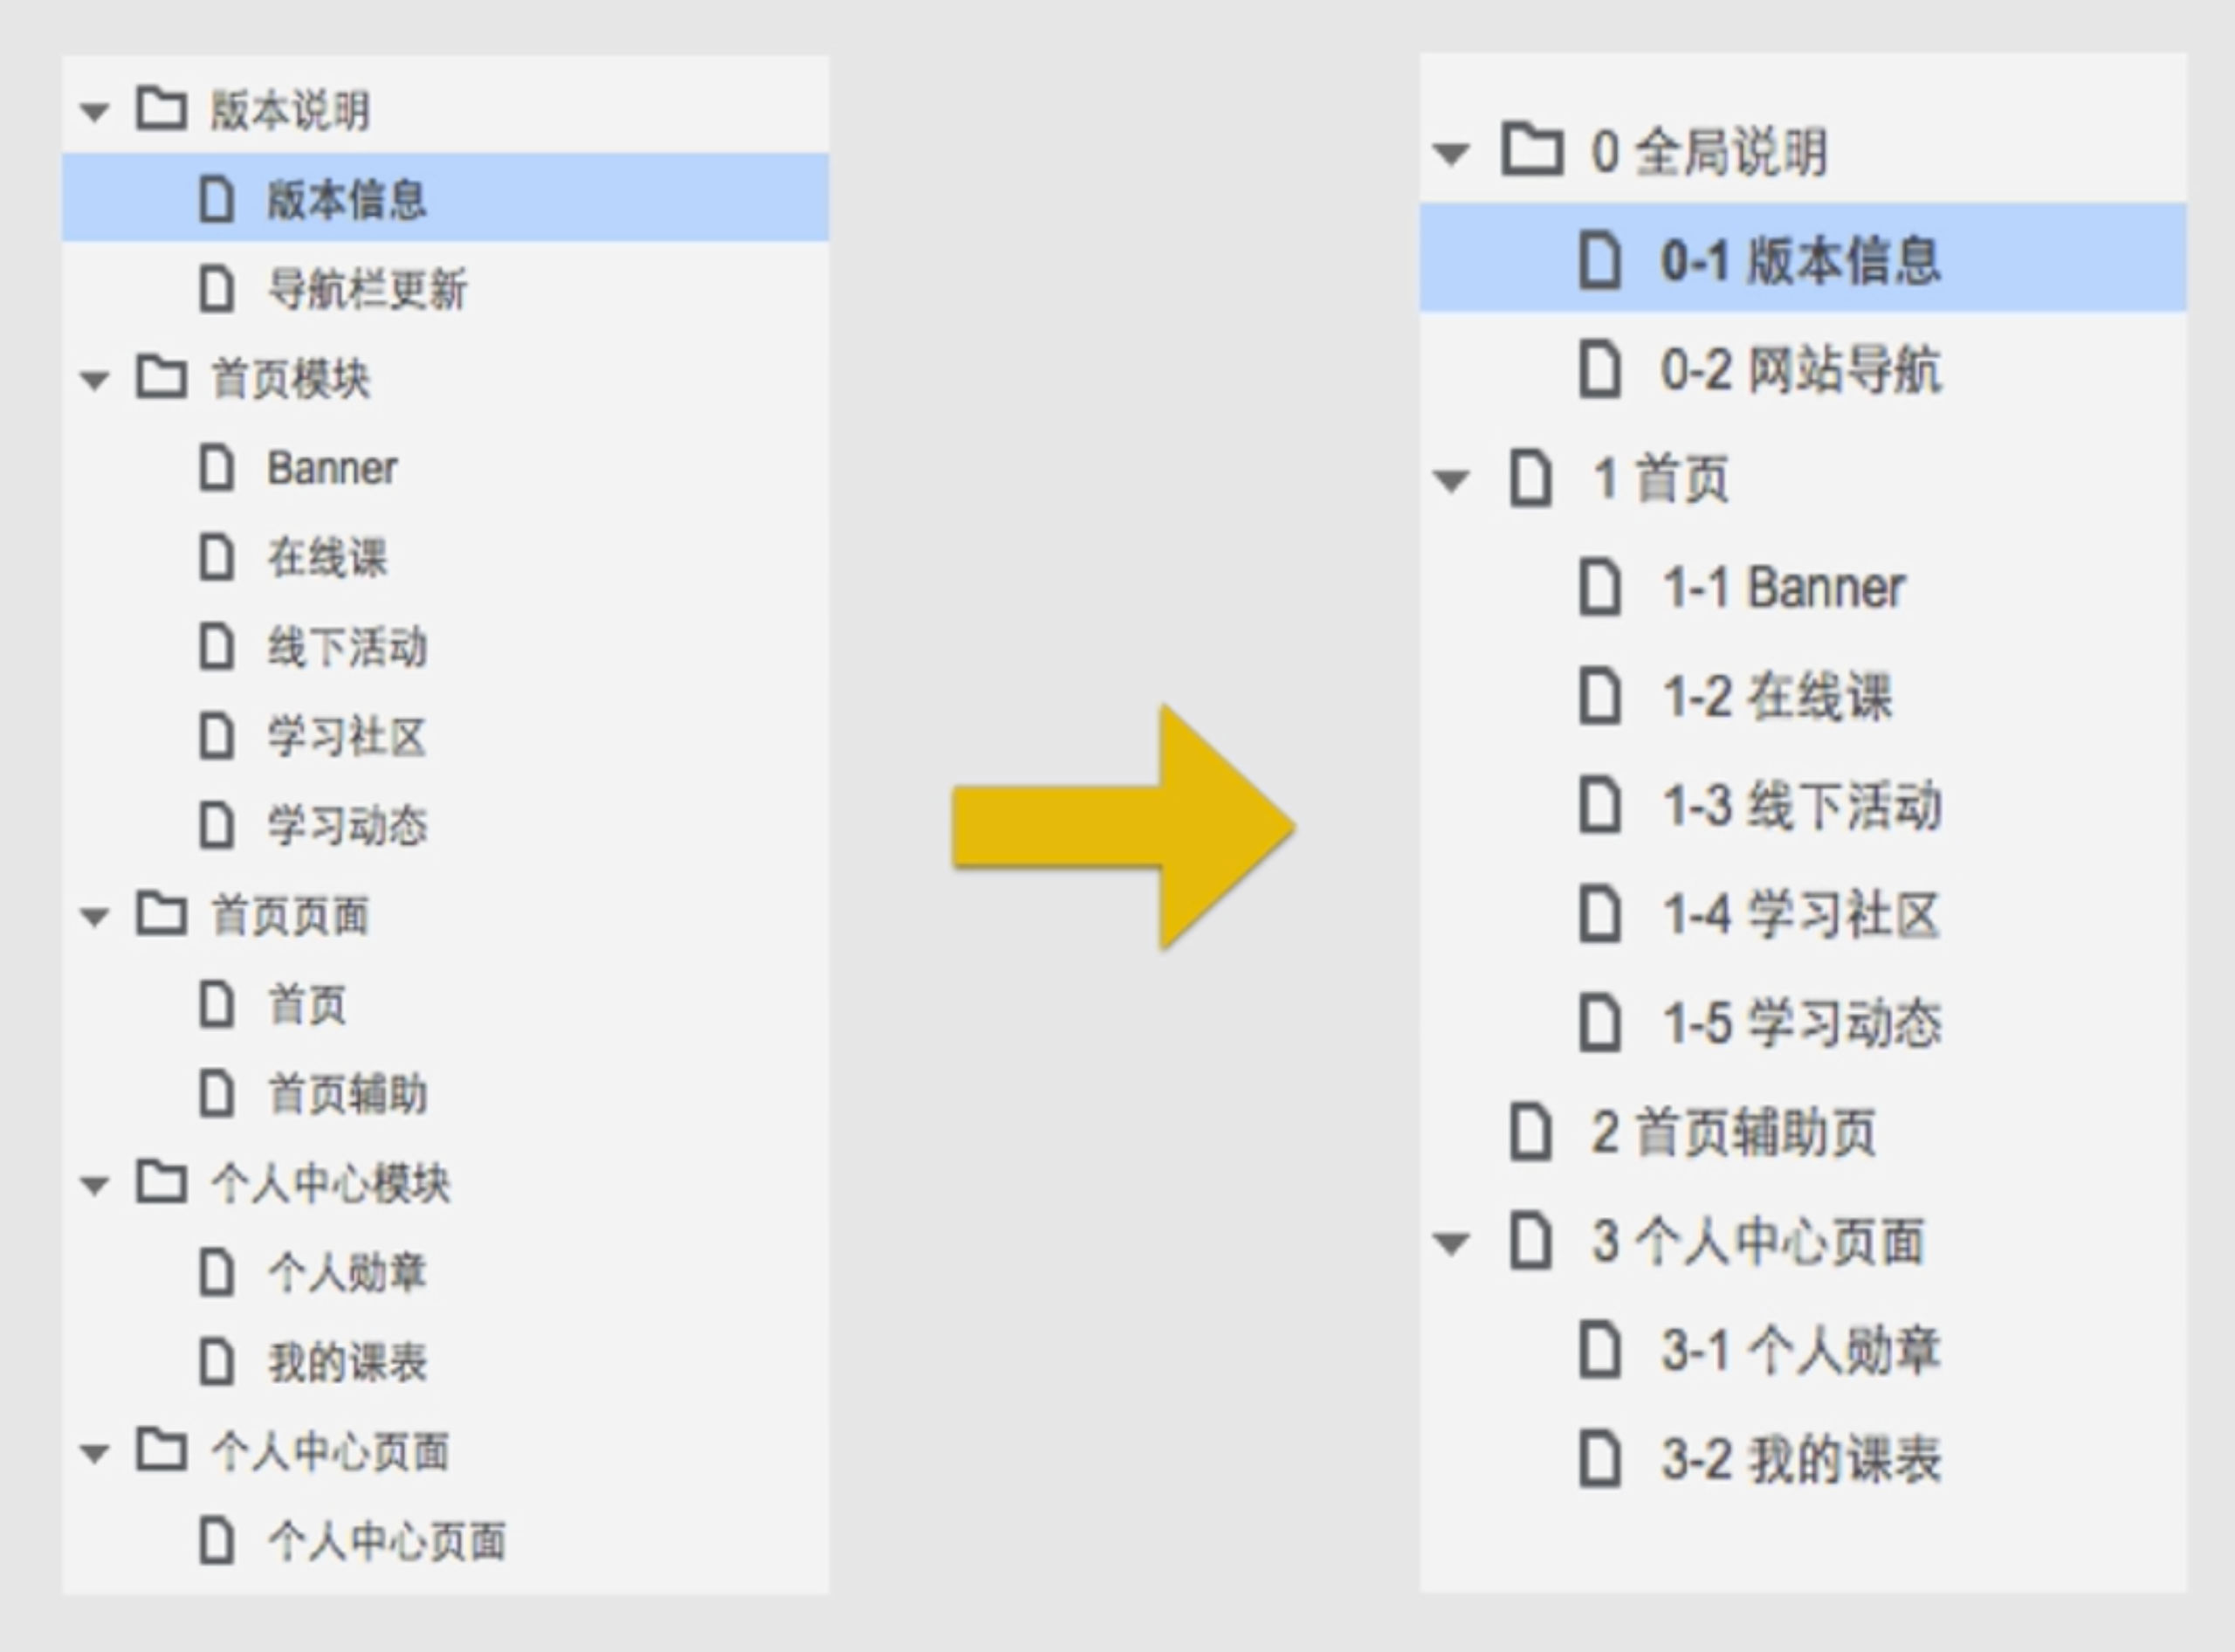 版本说明
版本信息
导航栏更新
首页模块
Banner
在线课
线下活动
学习社区
学习动态
首页页面
首页
首页辅助
个人中心模块
个人勋章
我的课表
个人中心页面
个人中心页面
0 全局说明
0-1 版本信息
0-2 网站导航
1 首页
1-1 Banner
1-2 在线课
1-3 线下活动
1-4 学习社区
1-5 学习动态
2 首页辅助页
3 个人中心页面
3-1 个人勋章
3-2 我的课表